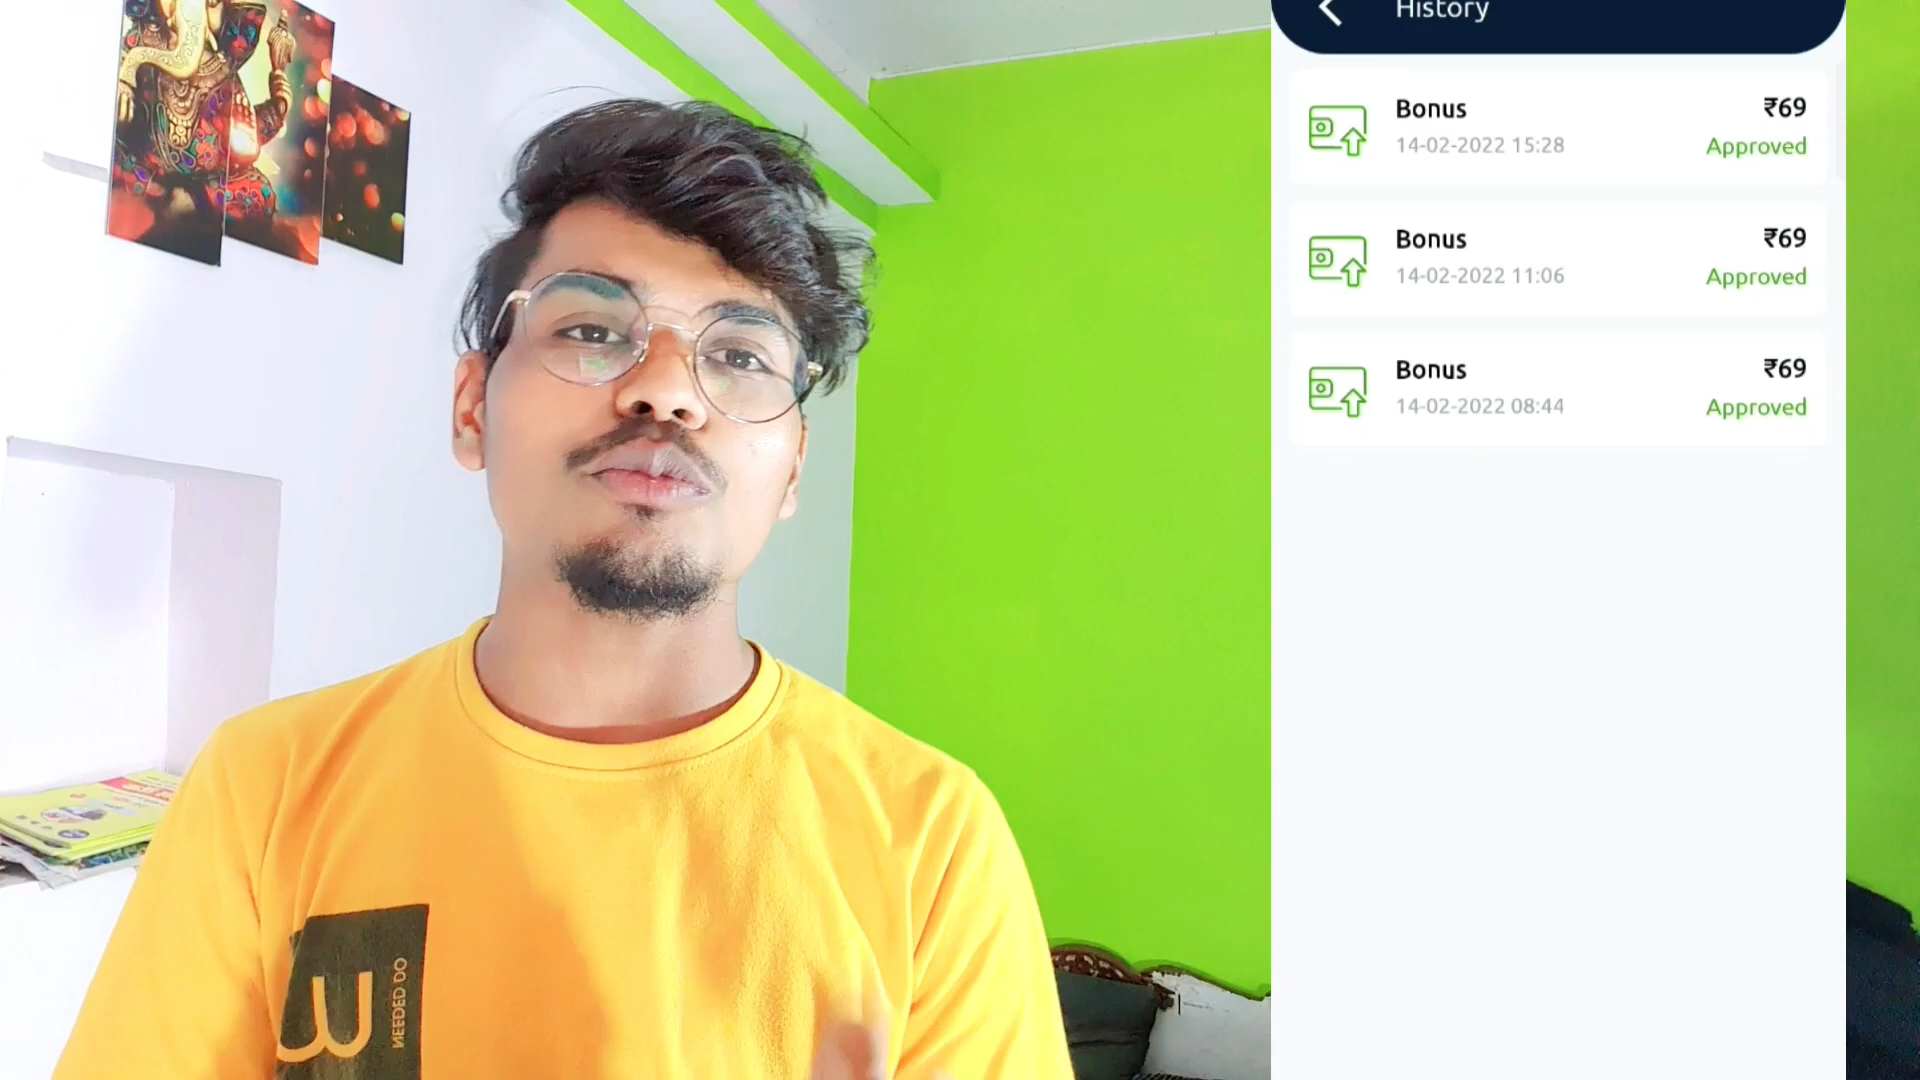 History
Bonus
₹69
14-02-2022 15:28
Approved
Bonus
₹69
14-02-2022 11:06
Approved
Bonus
₹69
14-02-2022 08:44
Approved
NEEDED DO